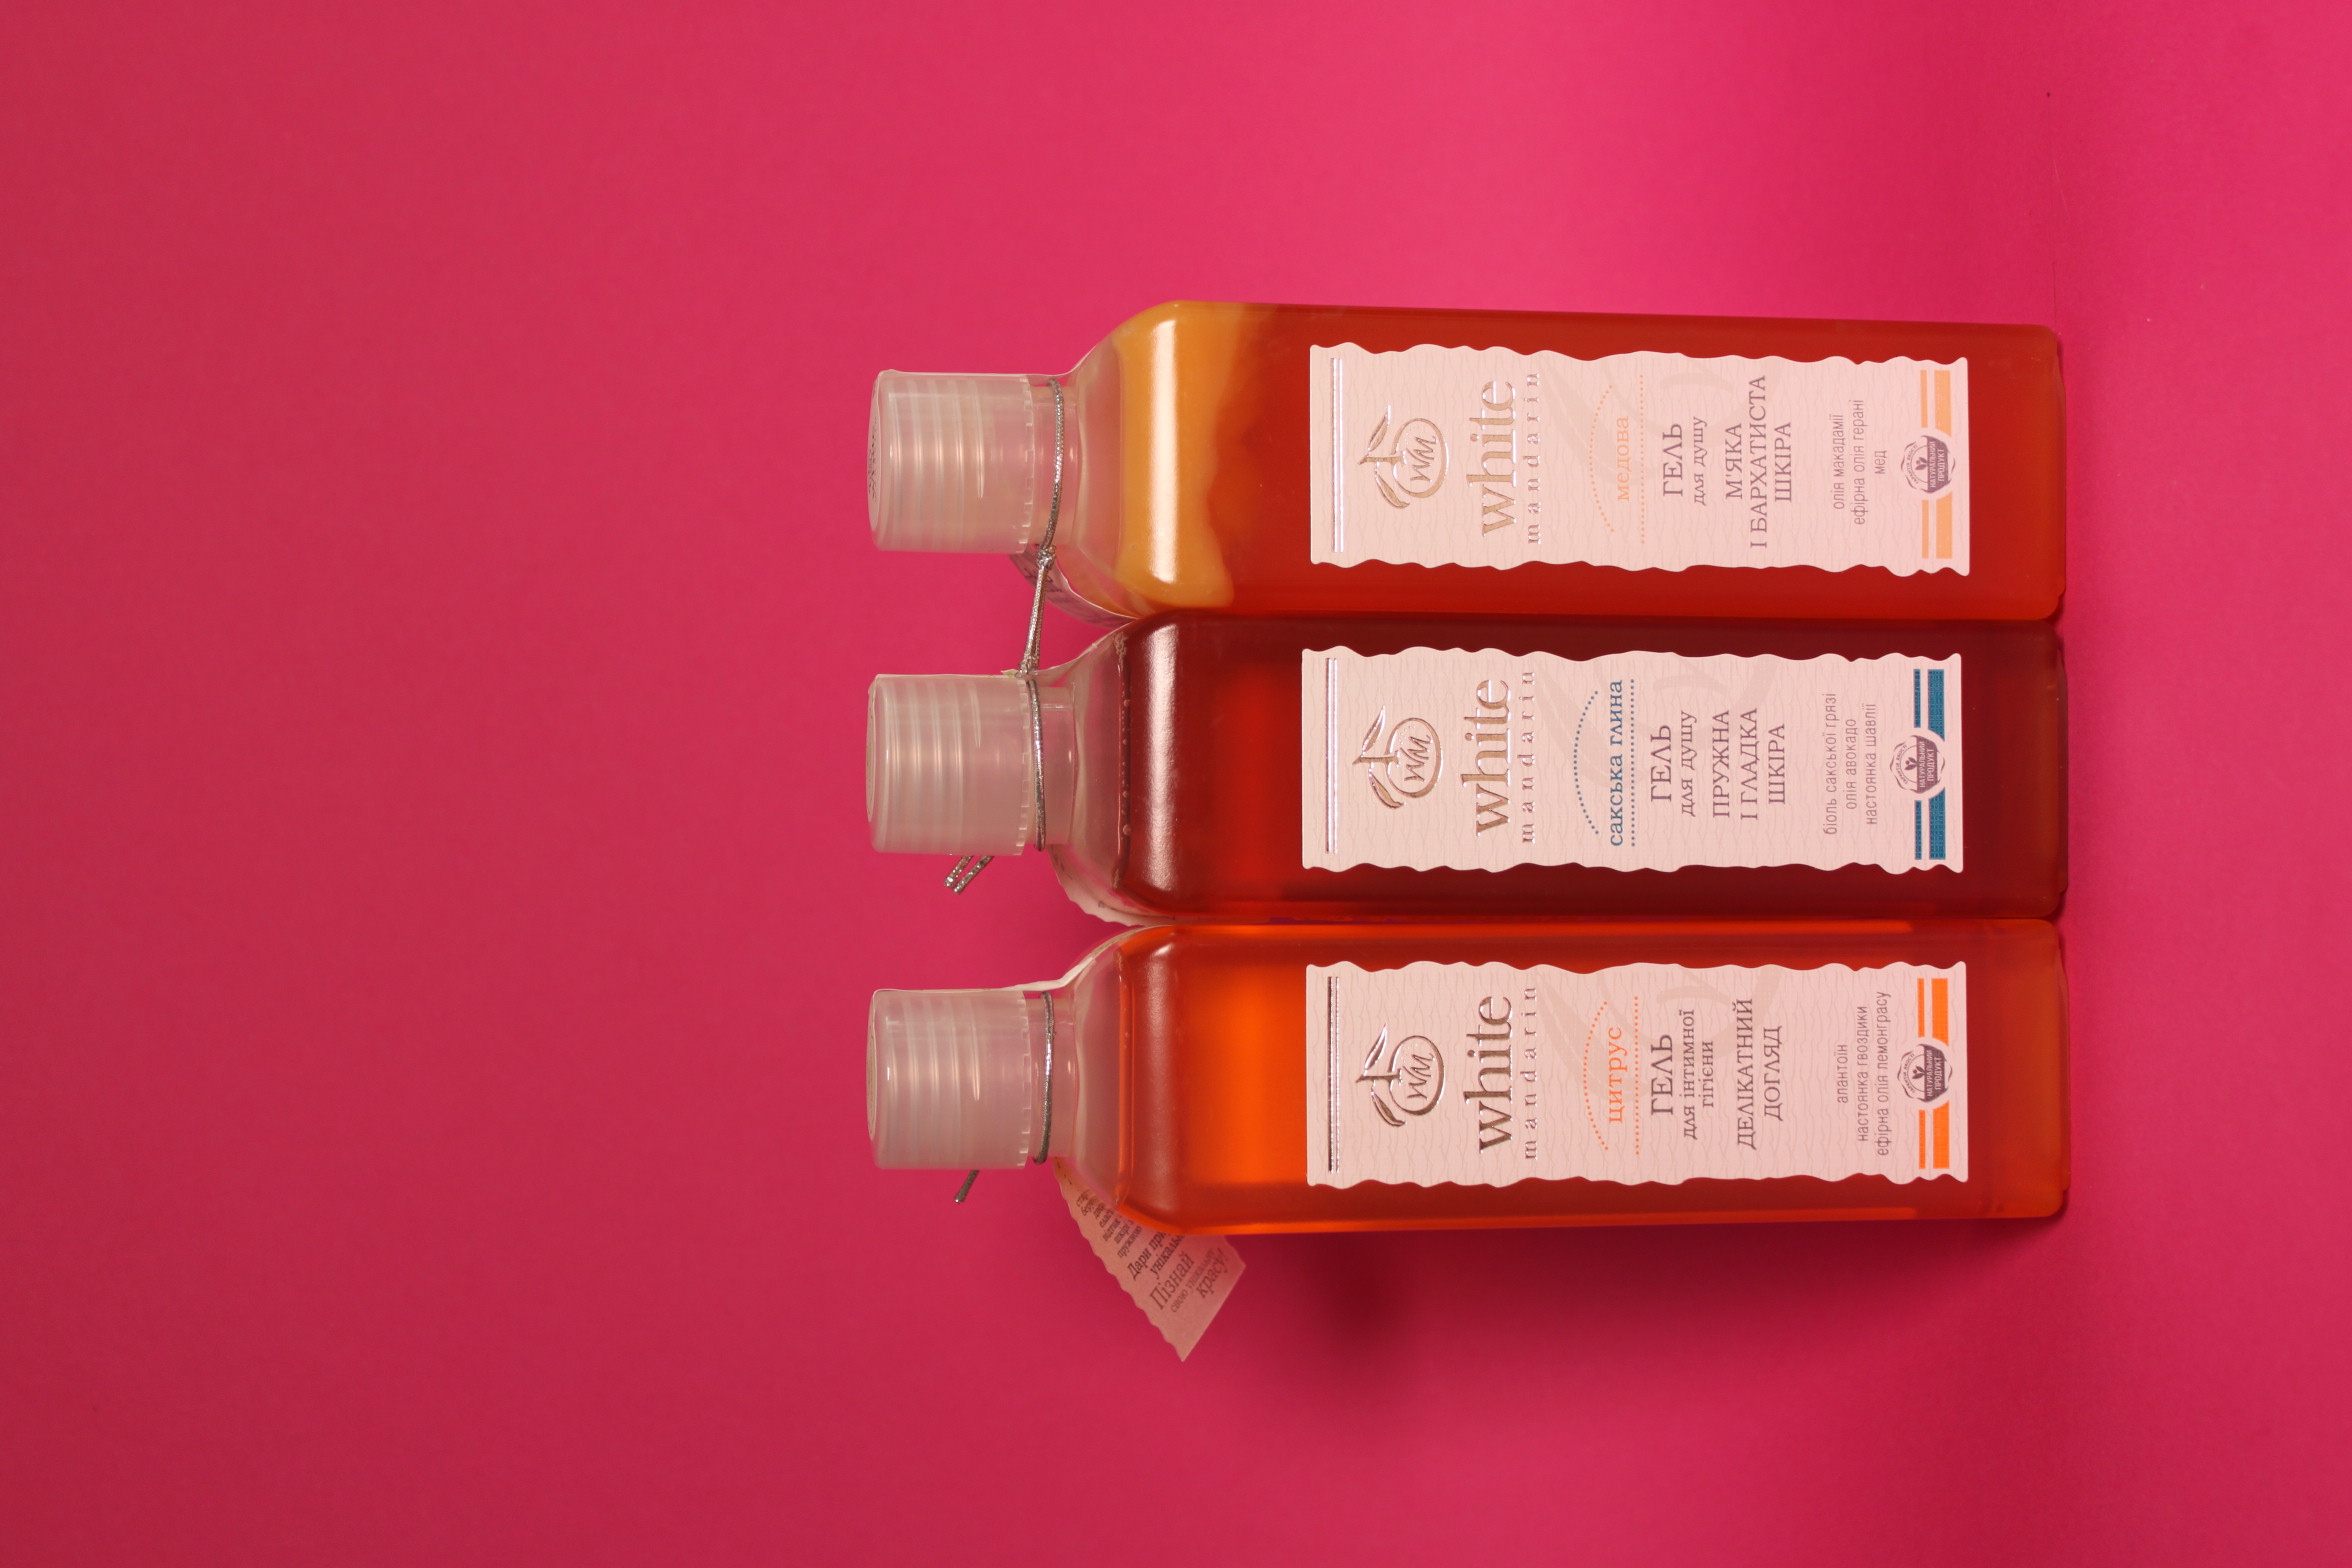 WM
white
mandarin
цитрус
ГЕЛЬ
для інтимної
гігієни
ДЕЛІКАТНИЙ
ДОГЛЯД
алантоїн
настоянка гвоздики
ефірна олія лемонграсу
НАТУРАЛЬНИЙ
ПРОДУКТ
WM
white
mandarin
сакська глина
ГЕЛЬ
для душу
ПРУЖНА
І ГЛАДКА
ШКІРА
біоль сакської грязі
олія авокадо
настоянка шавлії
НАТУРАЛЬНИЙ
ПРОДУКТ
WM
white
mandarin
медова
ГЕЛЬ
для душу
М'ЯКА
І БАРХАТИСТА
ШКІРА
олія макадамії
ефірна олія герані
мед
НАТУРАЛЬНИЙ
ПРОДУКТ
Дари
Пізнай
свою унікальну
красу!